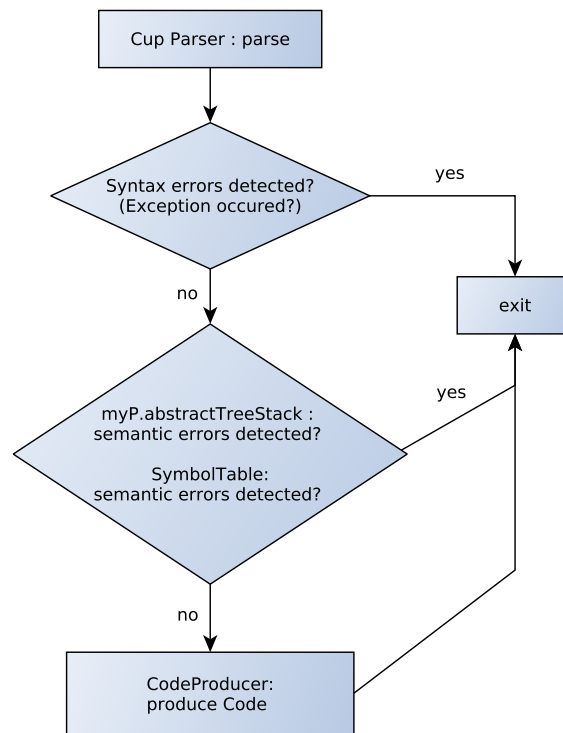 Cup Parser : parse
Syntax errors detected?
(Exception occured?)
yes
no
exit
myP.abstractTreeStack :
semantic errors detected?
SymbolTable:
semantic errors detected?
yes
no
CodeProducer:
produce Code